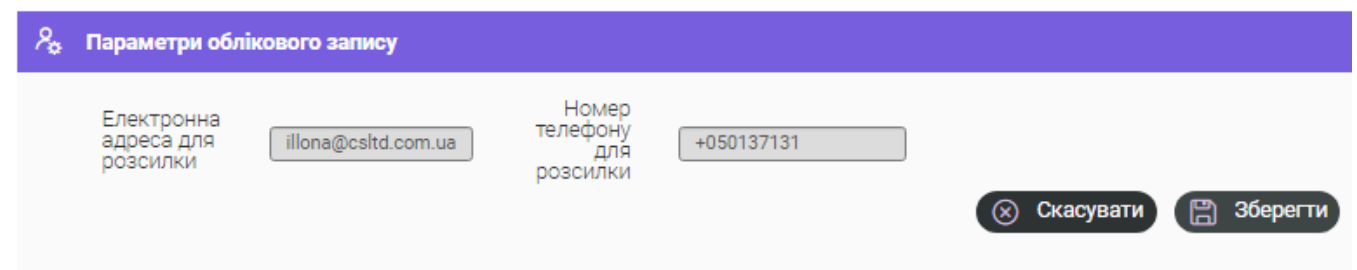 Параметри облікового запису
Електронна
адреса для
розсилки
illona@csltd.com.ua
Номер
телефону
для
розсилки
+050137131
Скасувати
Зберегти